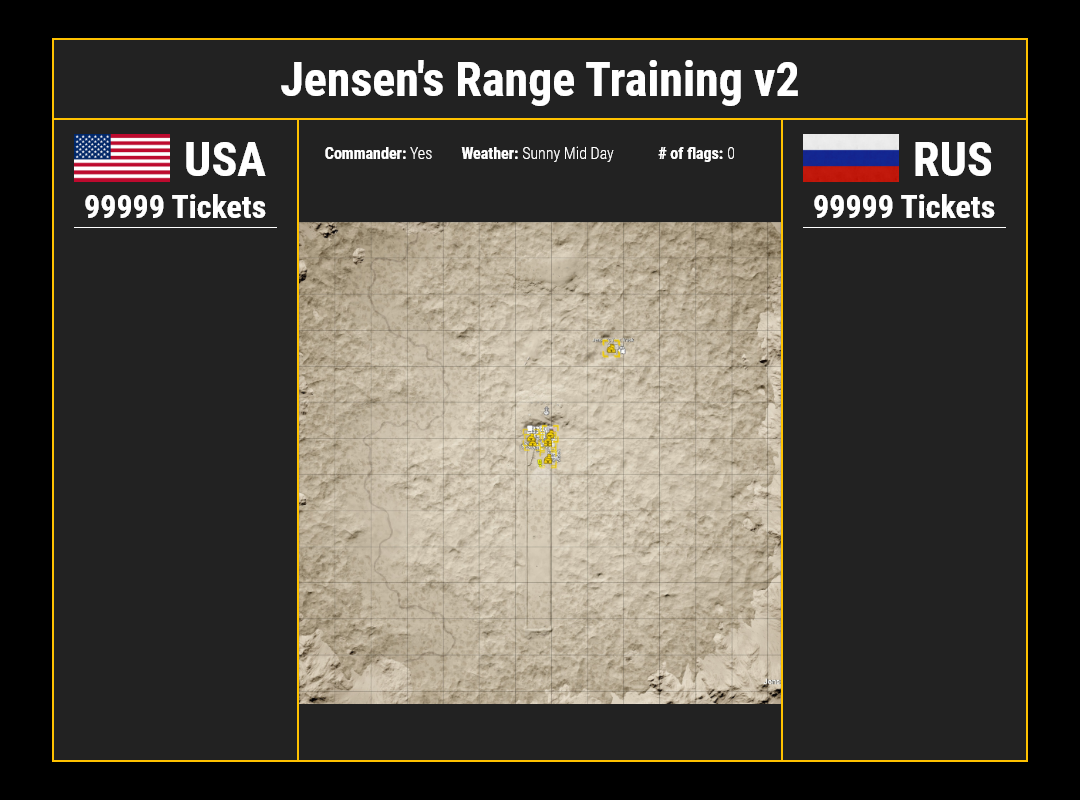 Jensen's Range Training v2
USA
99999 Tickets
Commander: Yes
Weather: Sunny Mid Day
# of flags: 0
RUS
99999 Tickets